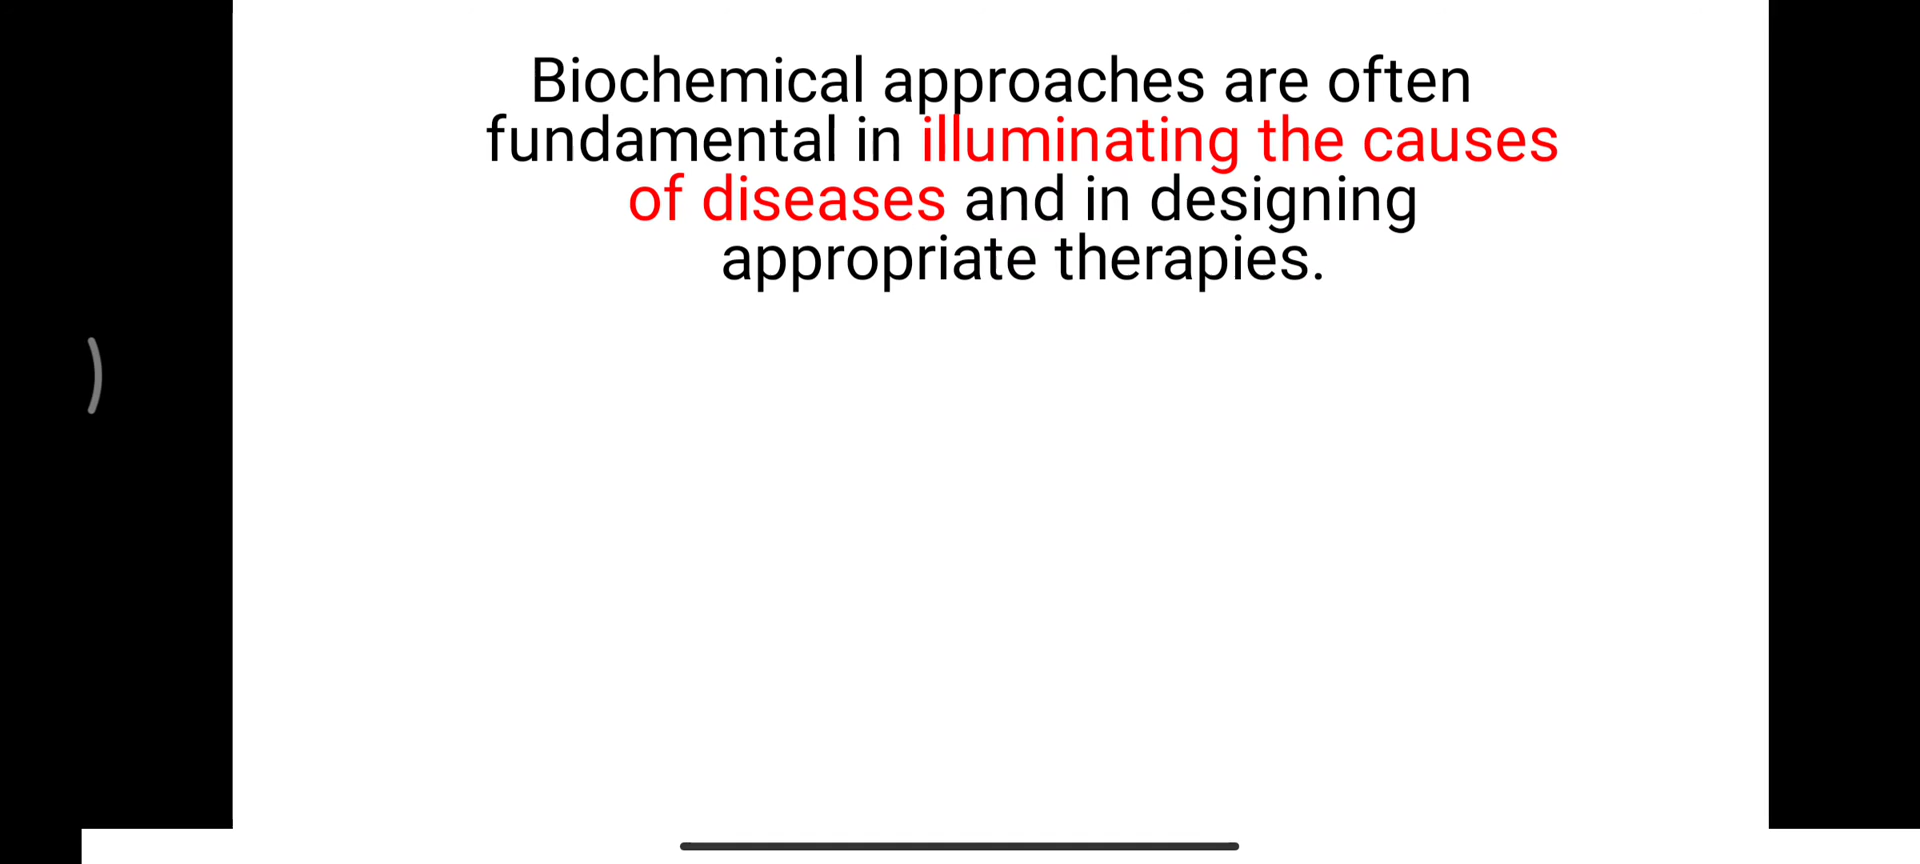 Biochemical approaches are often
fundamental in illuminating the causes
of diseases and in designing
appropriate therapies.